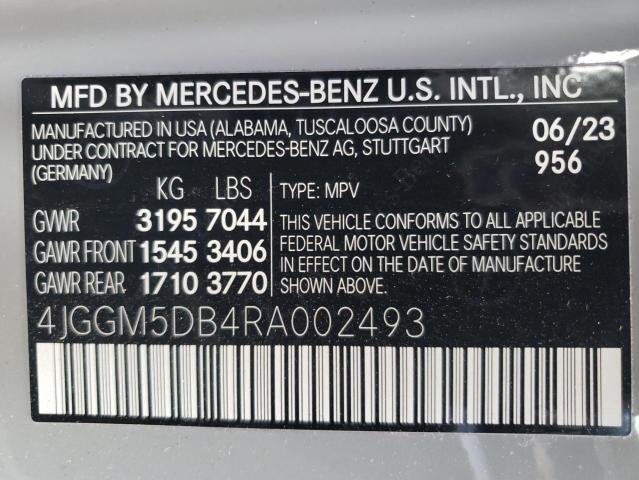 MFD BY MERCEDES-BENZ U.S. INTL., INC
MANUFACTURED IN USA (ALABAMA, TUSCALOOSA COUNTY) 06/23
UNDER CONTRACT FOR MERCEDES-BENZ AG, STUTTGART
(GERMANY) 956
KG LBS TYPE: MPV
GWR 3195 7044 THIS VEHICLE CONFORMS TO ALL APPLICABLE
GAWR FRONT 1545 3406 FEDERAL MOTOR VEHICLE SAFETY STANDARDS
IN EFFECT ON THE DATE OF MANUFACTURE
GAWR REAR. 1710 3770 SHOWN ABOVE.
4JGGM5DB4RA002493